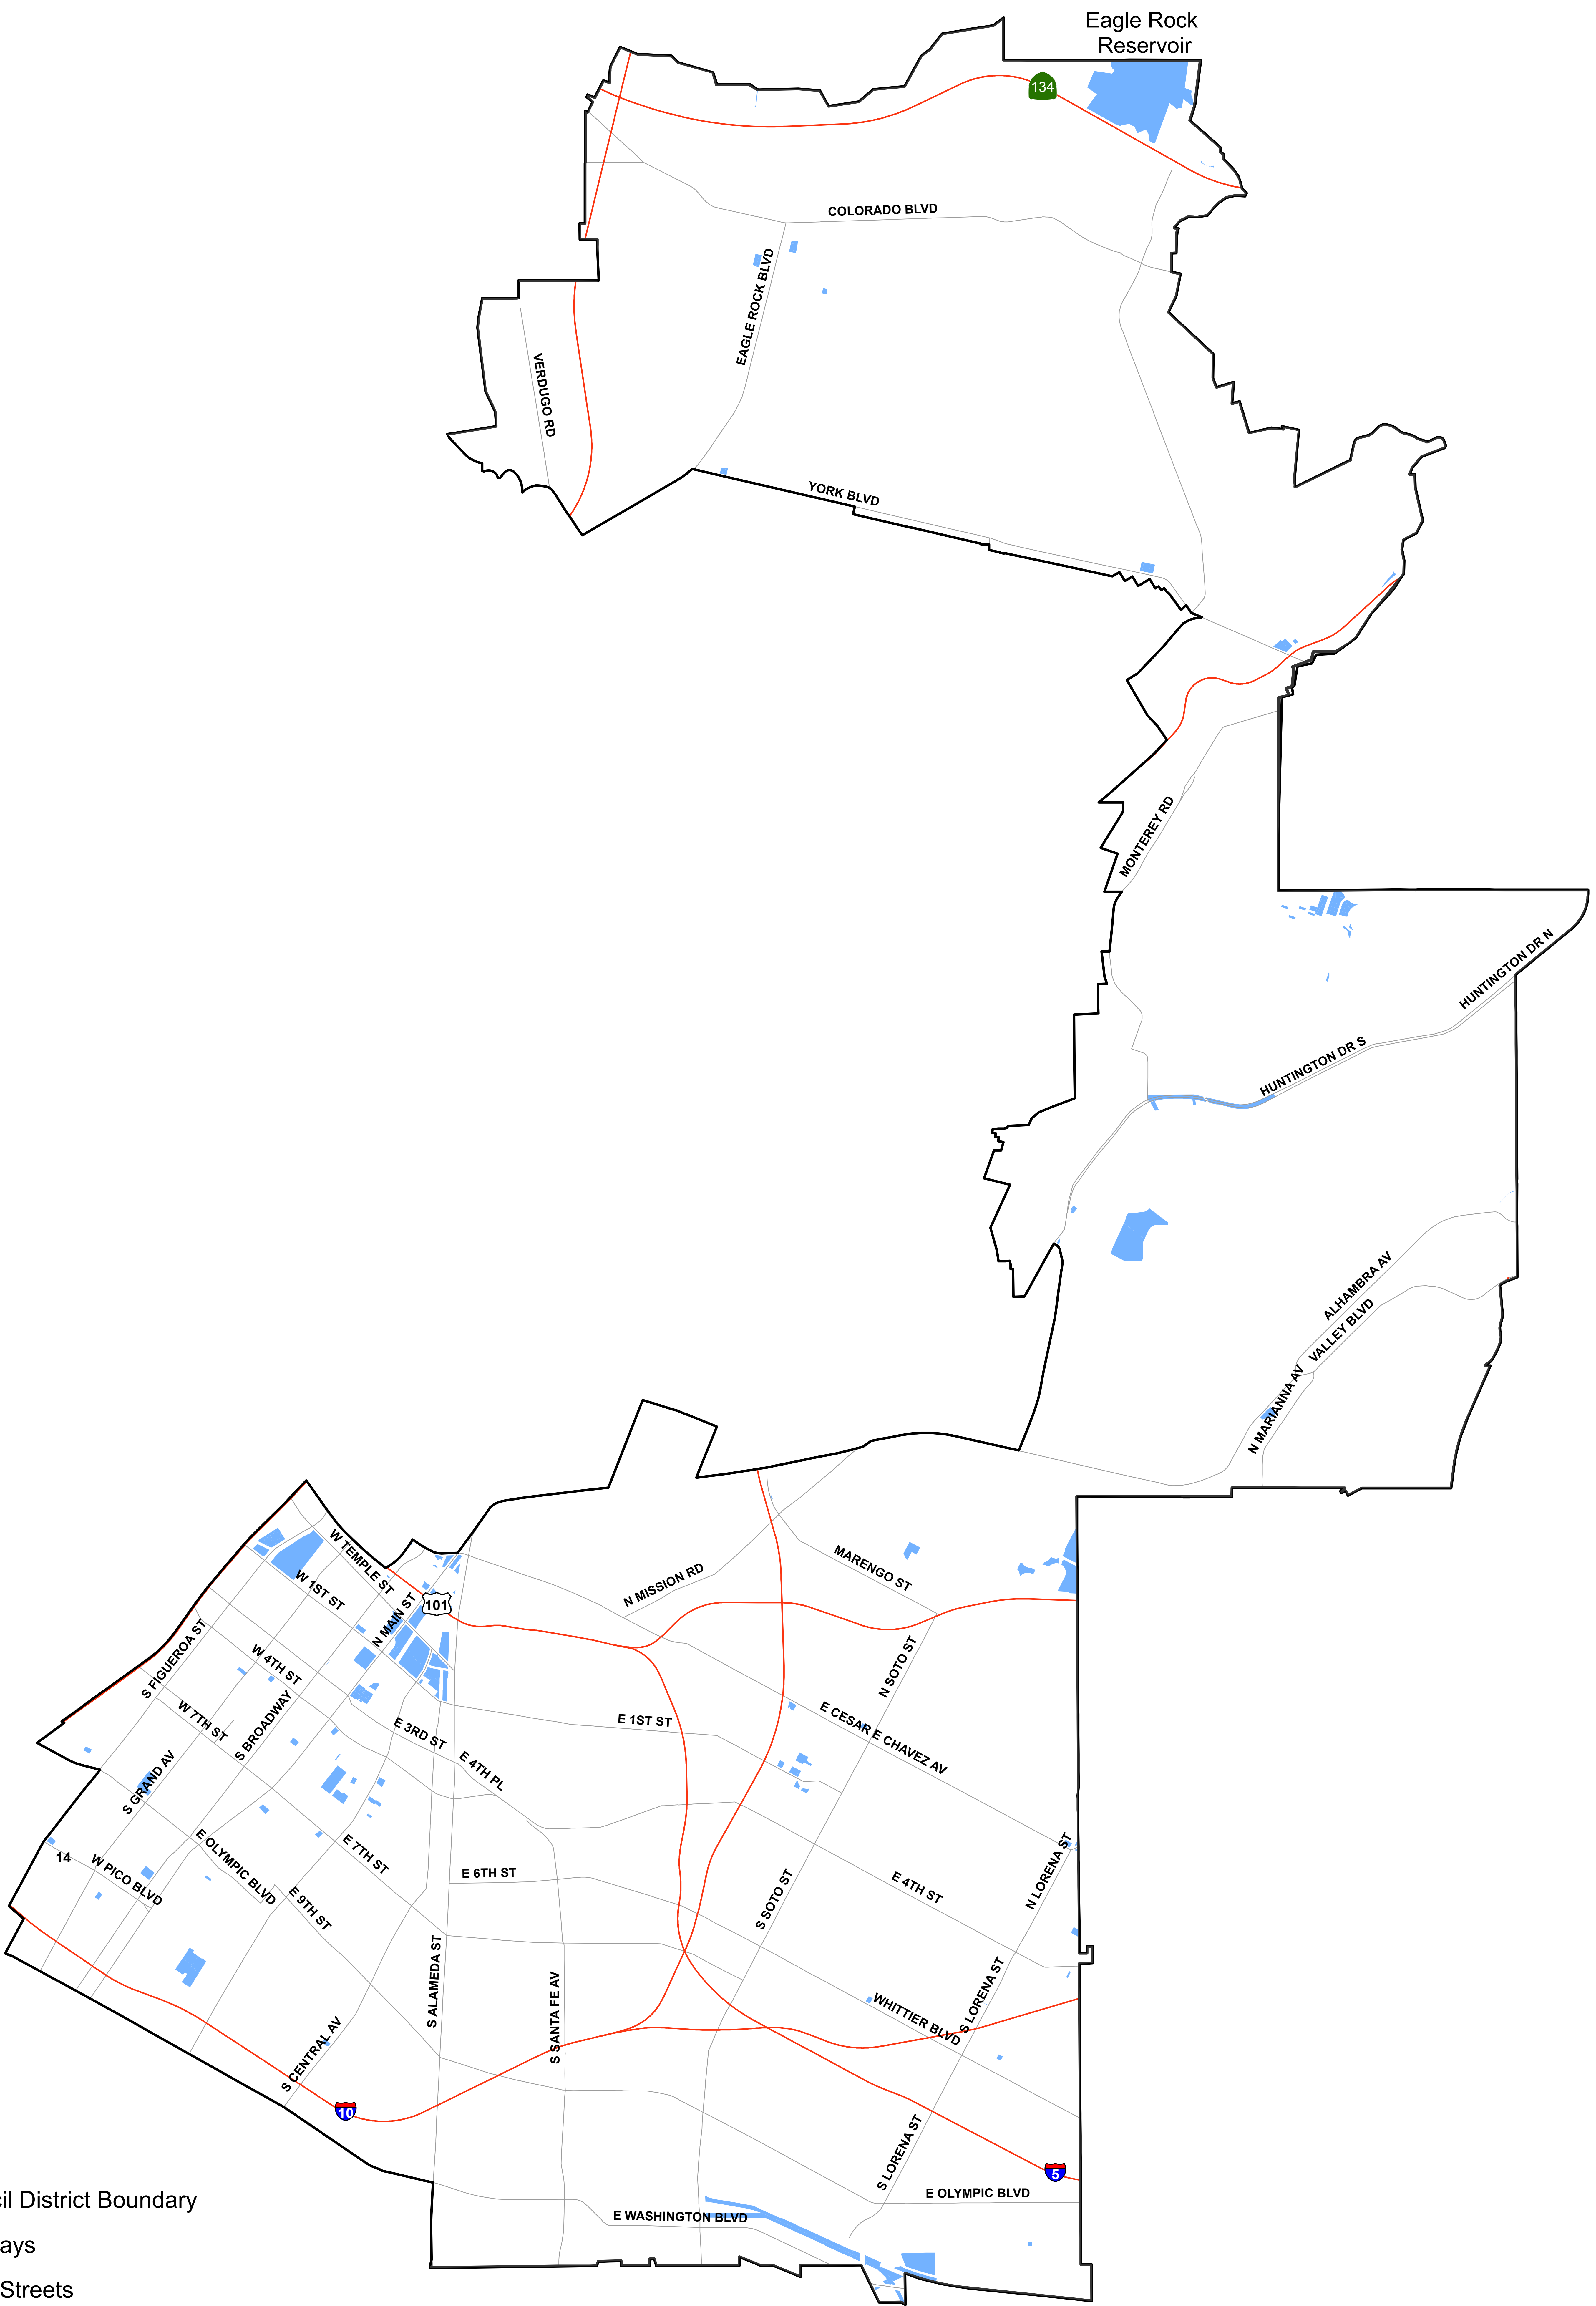 Eagle Rock
Reservoir
134
COLORADO BLVD
EAGLE ROCK BLVD
VERDUGO RD
YORK BLVD
MONTEREY RD
HUNTINGTON DR N
HUNTINGTON DR S
ALHAMBRA AV
VALLEY BLVD
N MARIANNA AV
W TEMPLE ST
W 1ST ST
N MAIN ST
101
N MISSION RD
MARENGO ST
S FIGUEROA ST
W 4TH ST
N SOTO ST
W 7TH ST
S BROADWAY
E 3RD ST
E 1ST ST
E CESAR E CHAVEZ AV
S GRAND AV
E 4TH PL
E OLYMPIC BLVD
E 7TH ST
14
W PICO BLVD
E 9TH ST
E 6TH ST
S SOTO ST
E 4TH ST
N LORENA ST
S ALAMEDA ST
S SANTA FE AV
WHITTIER BLVD
S LORENA ST
S CENTRAL AV
10
S LORENA ST
5
E OLYMPIC BLVD
E WASHINGTON BLVD
cil District Boundary
ays
Streets